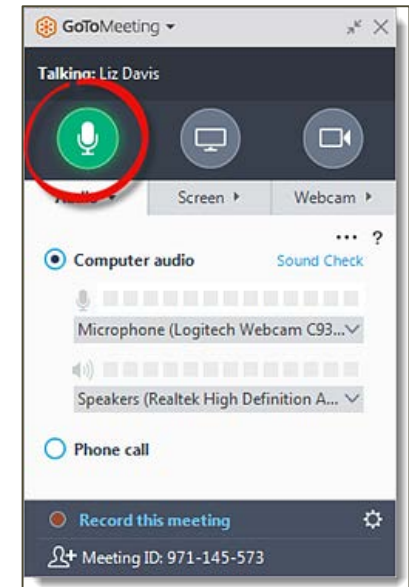 GoToMeeting
Talking: Liz Davis
Audio Screen Webcam
... ?
Computer audio Sound Check
Microphone (Logitech Webcam C93...
Speakers (Realtek High Definition A...
Phone call
Record this meeting
Meeting ID: 971-145-573